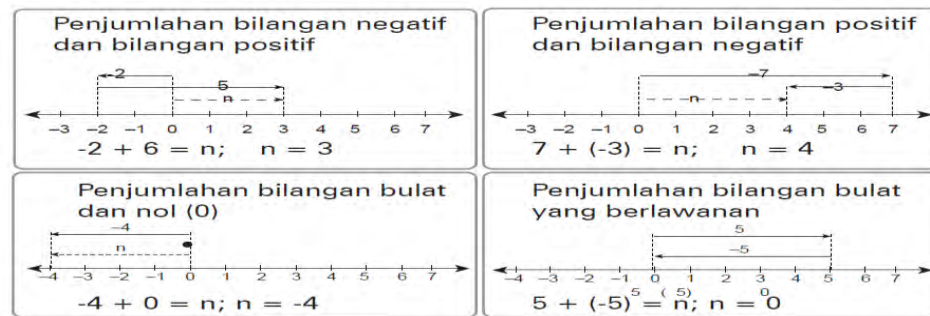 Penjumlahan bilangan negatif
dan bilangan positif
-2
5
n
-3 -2 -1 0 1 2 3 4 5 6 7
-2 + 6 = n; n = 3
Penjumlahan bilangan positif
dan bilangan negatif
-7
-n -3
-3 -2 -1 0 1 2 3 4 5 6 7
7 + (-3) = n; n = 4
Penjumlahan bilangan bulat
dan nol (0)
-4
n
-4 -3 -2 -1 0 1 2 3 4 5 6 7
-4 + 0 = n; n = -4
Penjumlahan bilangan bulat
yang berlawanan
5
-5
-4 -3 -2 -1 0 1 2 3 4 5 6 7
5 ( 5) 0
5 + (-5) = n; n = 0